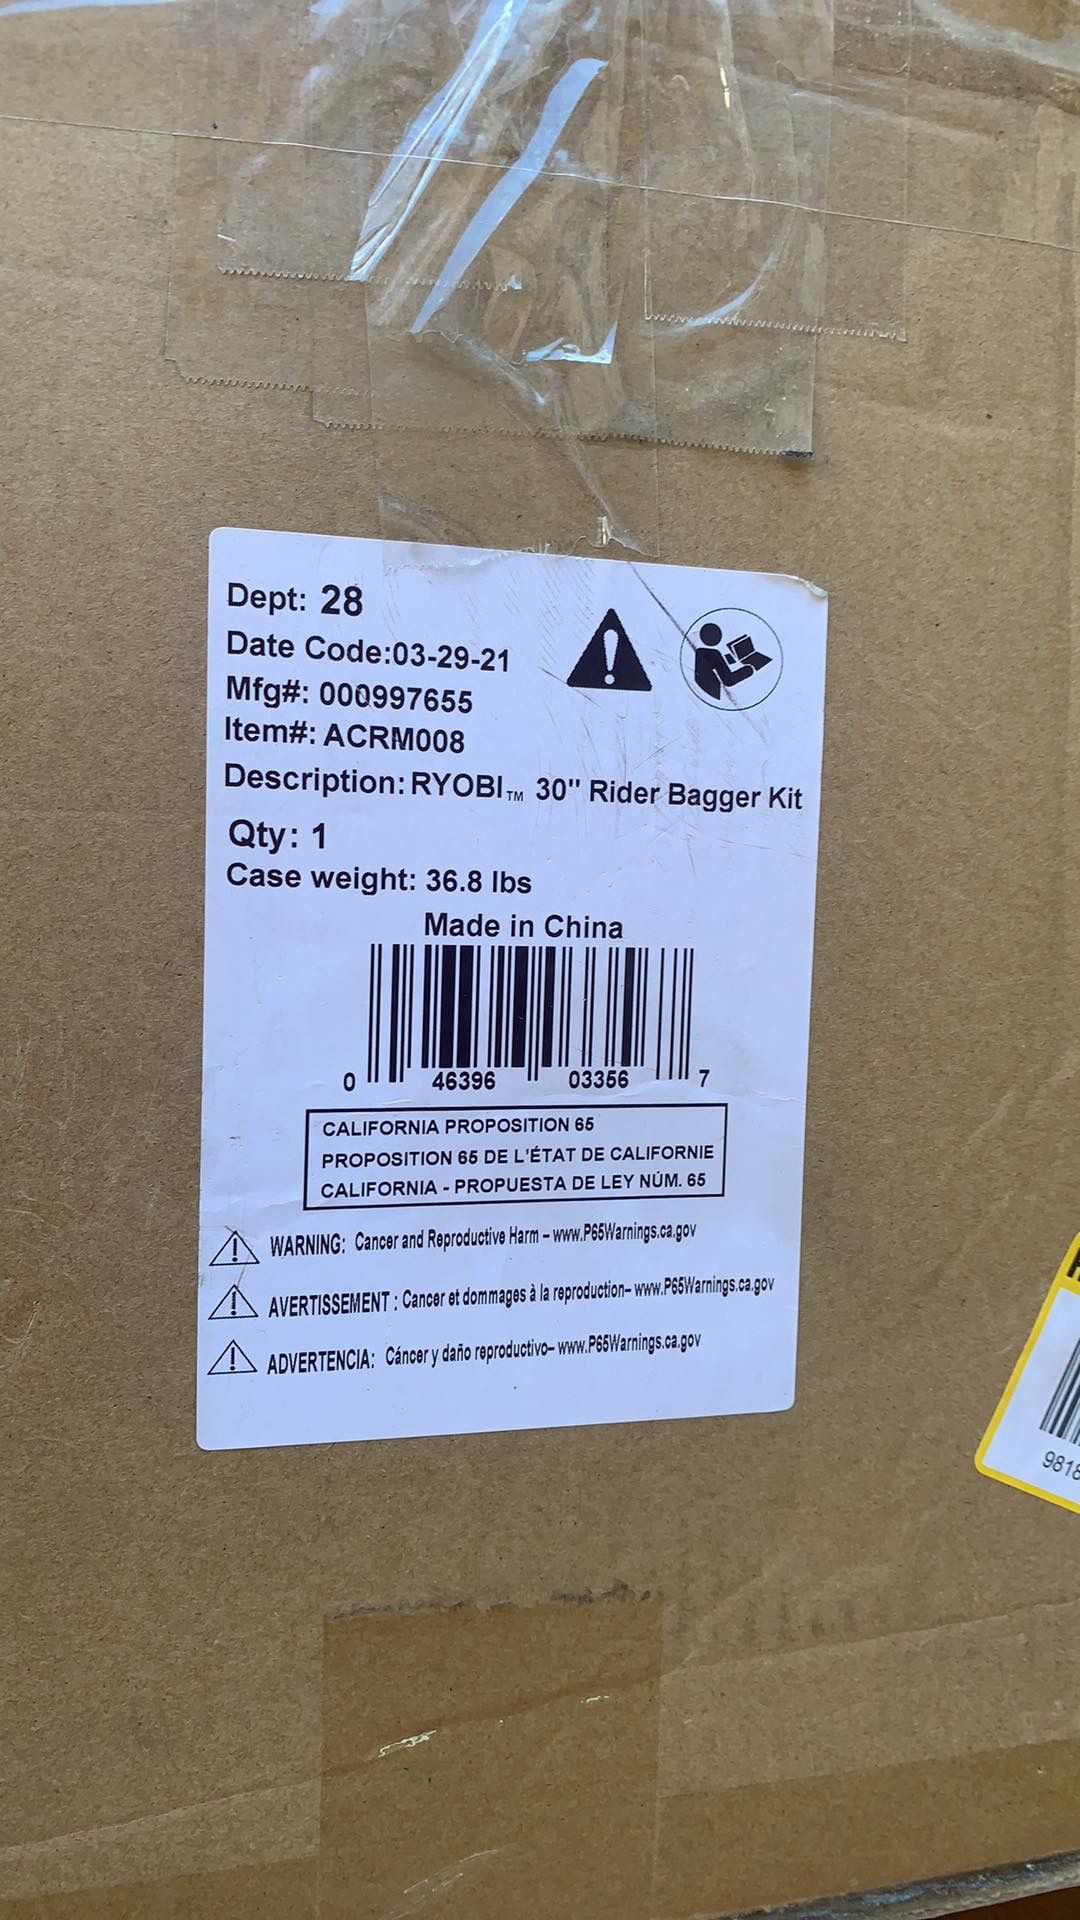 Dept: 28
Date Code:03-29-21
Mfg#: 000997655
Item#: ACRM008
Description: RYOBI™ 30" Rider Bagger Kit
Qty: 1
Case weight: 36.8 lbs
Made in China
0 46396 03356 7
CALIFORNIA PROPOSITION 65
PROPOSITION 65 DE L'ÉTAT DE CALIFORNIE
CALIFORNIA - PROPUESTA DE LEY NÚM. 65
WARNING: Cancer and Reproductive Harm – www.P65Warnings.ca.gov
AVERTISSEMENT : Cancer et dommages à la reproduction– www.P65Warnings.ca.gov
ADVERTENCIA: Cáncer y daño reproductivo– www.P65Warnings.ca.gov